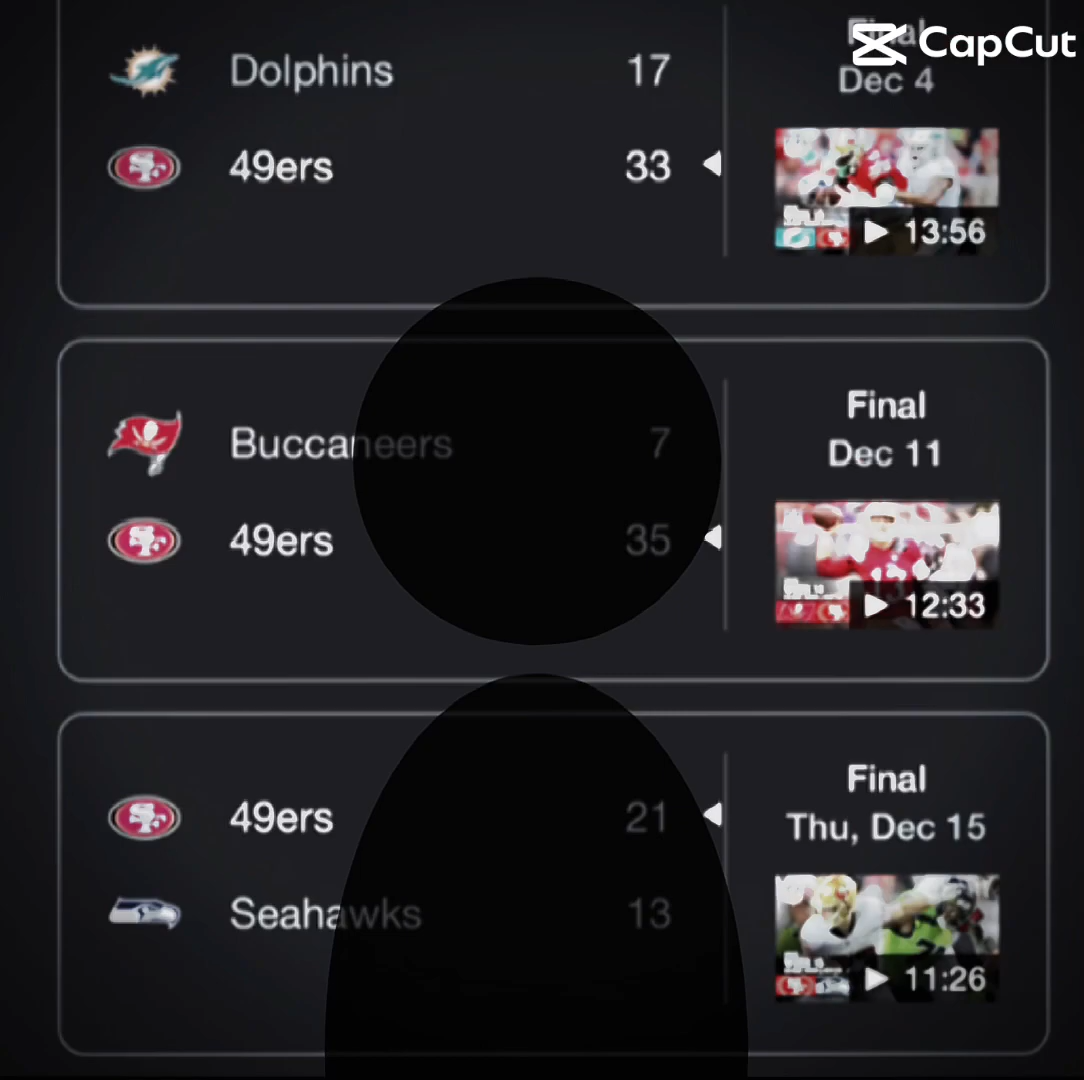 Final
CapCut
Dolphins 17
Dec 4
49ers 33
13:56
Final
Buccaneers 7
Dec 11
49ers 35
12:33
Final
49ers 21
Thu, Dec 15
Seahawks 13
11:26